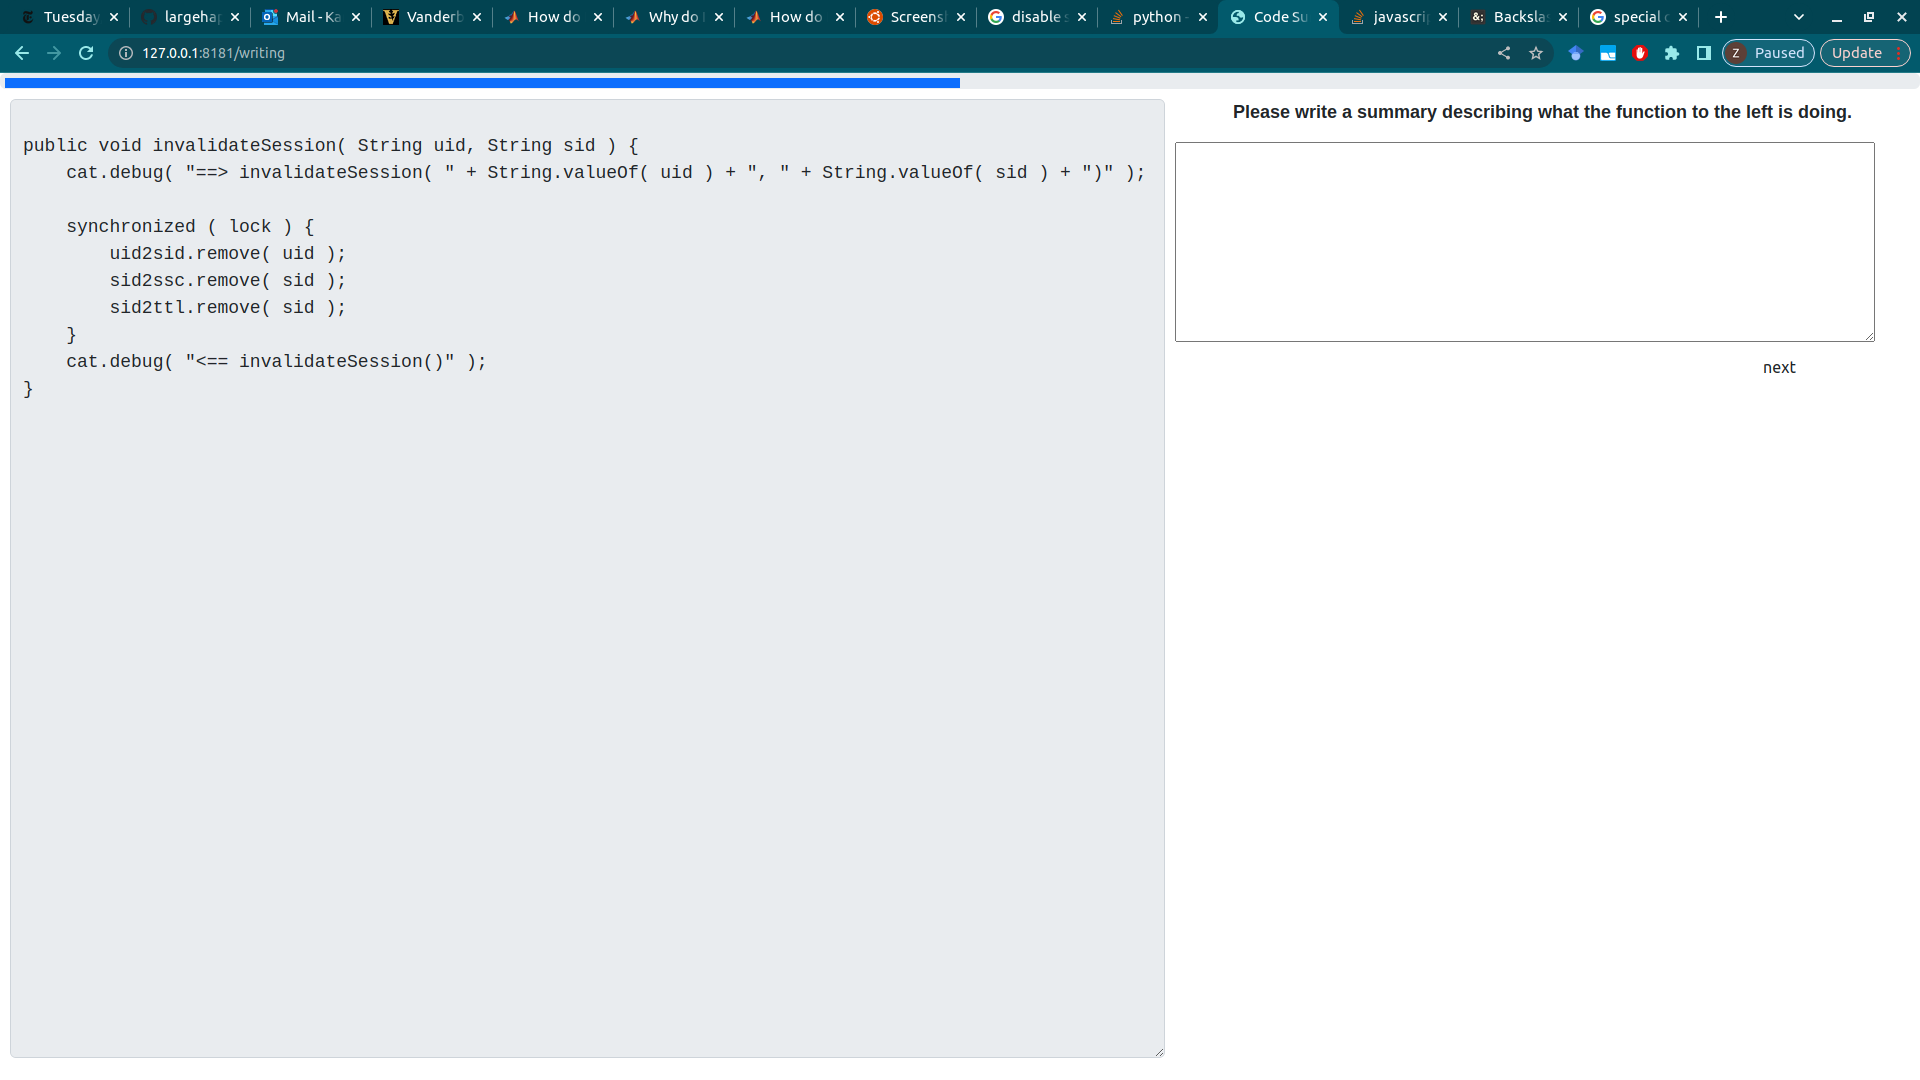 Tuesday
largehap
Mail - Ka
Vanderb
How do
Why do
How do
Screens
disable s
python -
Code Su
javascrip
Backslas
special c
127.0.0.1:8181/writing
Z Paused
Update
public void invalidateSession( String uid, String sid ) {
    cat.debug( "==> invalidateSession( " + String.valueOf( uid ) + ", " + String.valueOf( sid ) + ")" );
    synchronized ( lock ) {
        uid2sid.remove( uid );
        sid2ssc.remove( sid );
        sid2ttl.remove( sid );
    }
    cat.debug( "<== invalidateSession()" );
}
Please write a summary describing what the function to the left is doing.
next